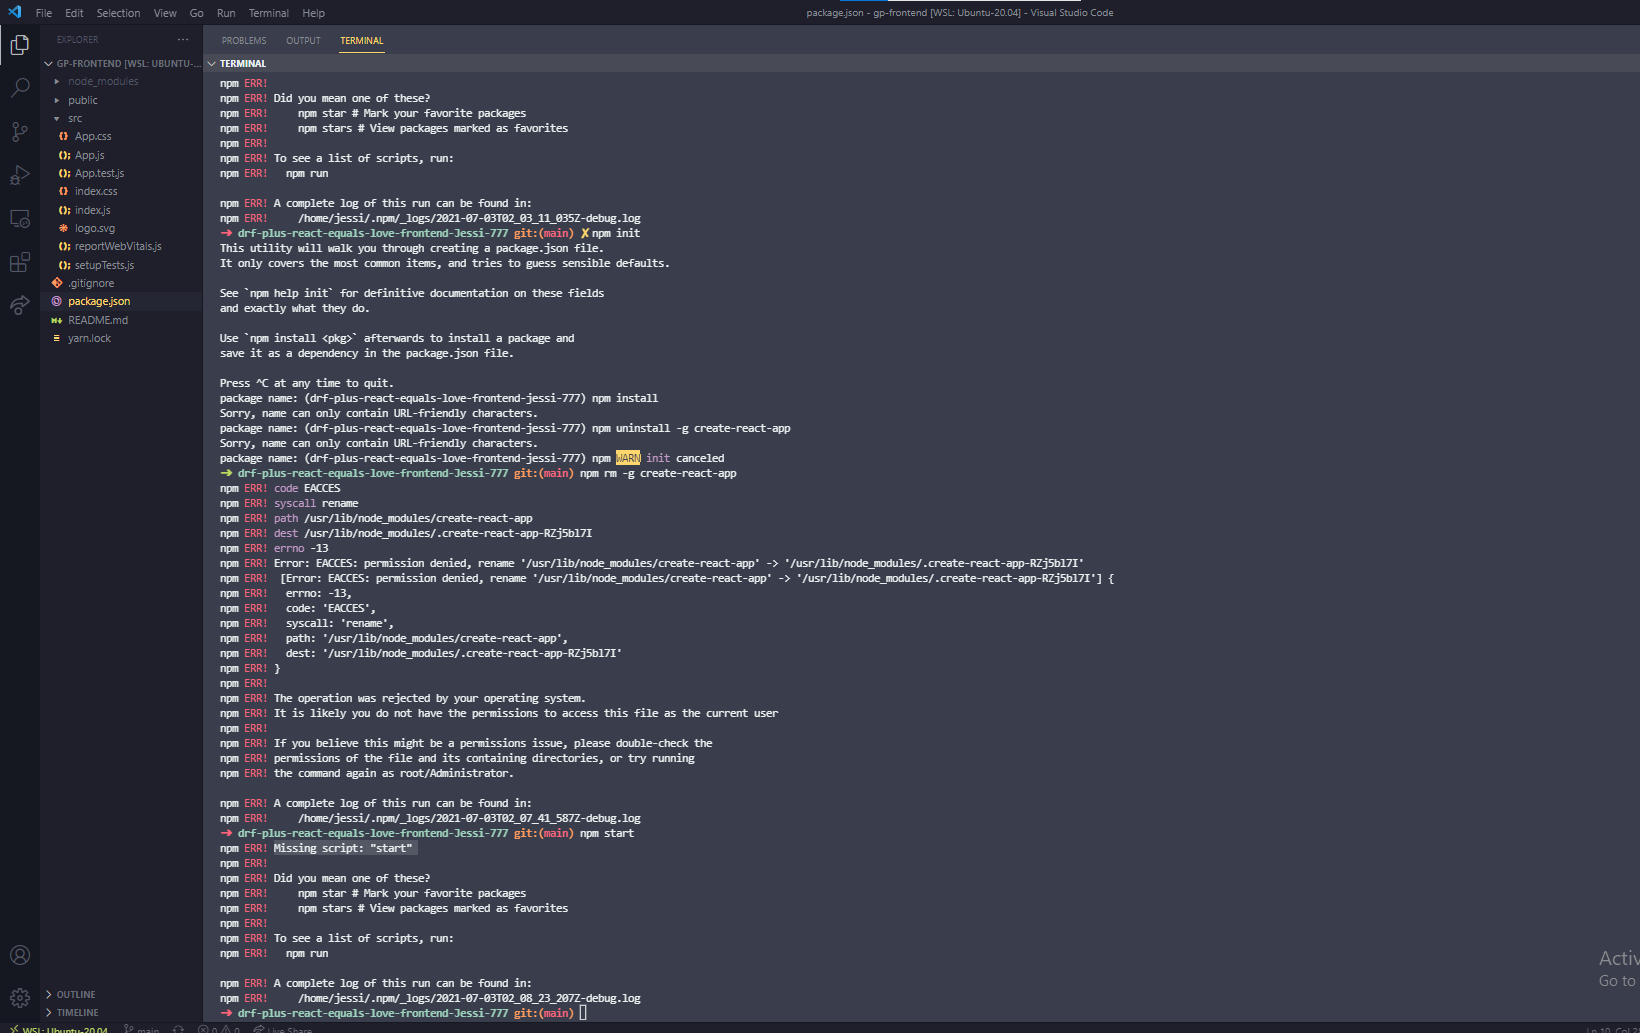 File Edit Selection View Go Run Terminal Help
package.json - gp-frontend [WSL: Ubuntu-20.04] - Visual Studio Code
EXPLORER
GP-FRONTEND [WSL: UBUNTU-...
node_modules
public
src
App.css
App.js
App.test.js
index.css
index.js
logo.svg
reportWebVitals.js
setupTests.js
.gitignore
package.json
README.md
yarn.lock
OUTLINE
TIMELINE
PROBLEMS OUTPUT TERMINAL
TERMINAL
npm ERR!
npm ERR! Did you mean one of these?
npm ERR!     npm star # Mark your favorite packages
npm ERR!     npm stars # View packages marked as favorites
npm ERR!
npm ERR! To see a list of scripts, run:
npm ERR!   npm run
npm ERR! A complete log of this run can be found in:
npm ERR!     /home/jessi/.npm/_logs/2021-07-03T02_03_11_035Z-debug.log
➜ drf-plus-react-equals-love-frontend-Jessi-777 git:(main) ✗ npm init
This utility will walk you through creating a package.json file.
It only covers the most common items, and tries to guess sensible defaults.
See `npm help init` for definitive documentation on these fields
and exactly what they do.
Use `npm install <pkg>` afterwards to install a package and
save it as a dependency in the package.json file.
Press ^C at any time to quit.
package name: (drf-plus-react-equals-love-frontend-jessi-777) npm install
Sorry, name can only contain URL-friendly characters.
package name: (drf-plus-react-equals-love-frontend-jessi-777) npm uninstall -g create-react-app
Sorry, name can only contain URL-friendly characters.
package name: (drf-plus-react-equals-love-frontend-jessi-777) npm WARN init canceled
➜ drf-plus-react-equals-love-frontend-Jessi-777 git:(main) npm rm -g create-react-app
npm ERR! code EACCES
npm ERR! syscall rename
npm ERR! path /usr/lib/node_modules/create-react-app
npm ERR! dest /usr/lib/node_modules/.create-react-app-RZj5bl7I
npm ERR! errno -13
npm ERR! Error: EACCES: permission denied, rename '/usr/lib/node_modules/create-react-app' -> '/usr/lib/node_modules/.create-react-app-RZj5bl7I'
npm ERR!  [Error: EACCES: permission denied, rename '/usr/lib/node_modules/create-react-app' -> '/usr/lib/node_modules/.create-react-app-RZj5bl7I'] {
npm ERR!   errno: -13,
npm ERR!   code: 'EACCES',
npm ERR!   syscall: 'rename',
npm ERR!   path: '/usr/lib/node_modules/create-react-app',
npm ERR!   dest: '/usr/lib/node_modules/.create-react-app-RZj5bl7I'
npm ERR! }
npm ERR!
npm ERR! The operation was rejected by your operating system.
npm ERR! It is likely you do not have the permissions to access this file as the current user
npm ERR!
npm ERR! If you believe this might be a permissions issue, please double-check the
npm ERR! permissions of the file and its containing directories, or try running
npm ERR! the command again as root/Administrator.
npm ERR! A complete log of this run can be found in:
npm ERR!     /home/jessi/.npm/_logs/2021-07-03T02_07_41_587Z-debug.log
➜ drf-plus-react-equals-love-frontend-Jessi-777 git:(main) npm start
npm ERR! Missing script: "start"
npm ERR!
npm ERR! Did you mean one of these?
npm ERR!     npm star # Mark your favorite packages
npm ERR!     npm stars # View packages marked as favorites
npm ERR!
npm ERR! To see a list of scripts, run:
npm ERR!   npm run
npm ERR! A complete log of this run can be found in:
npm ERR!     /home/jessi/.npm/_logs/2021-07-03T02_08_23_207Z-debug.log
➜ drf-plus-react-equals-love-frontend-Jessi-777 git:(main)
Activ
Go to
WSL: Ubuntu-20.04 main 0 0 Live Share